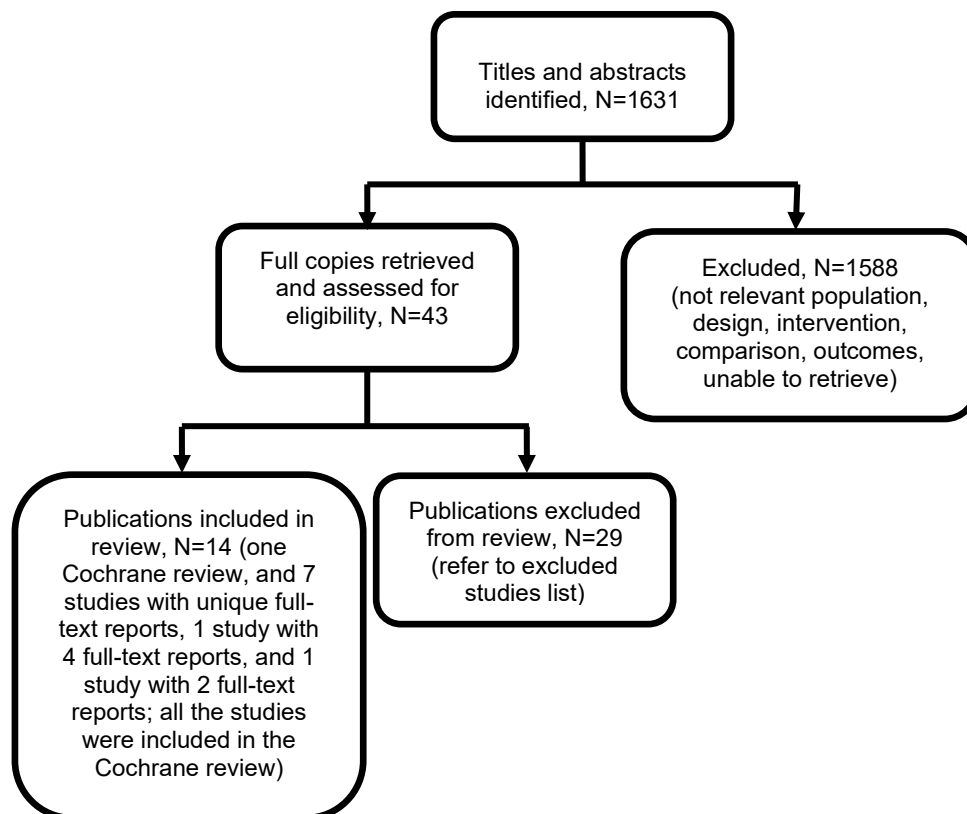 Titles and abstracts
identified, N=1631
Full copies retrieved
and assessed for
eligibility, N=43
Excluded, N=1588
(not relevant population,
design, intervention,
comparison, outcomes,
unable to retrieve)
Publications included in
review, N=14 (one
Cochrane review, and 7
studies with unique full-
text reports, 1 study with
4 full-text reports, and 1
study with 2 full-text
reports; all the studies
were included in the
Cochrane review)
Publications excluded
from review, N=29
(refer to excluded
studies list)